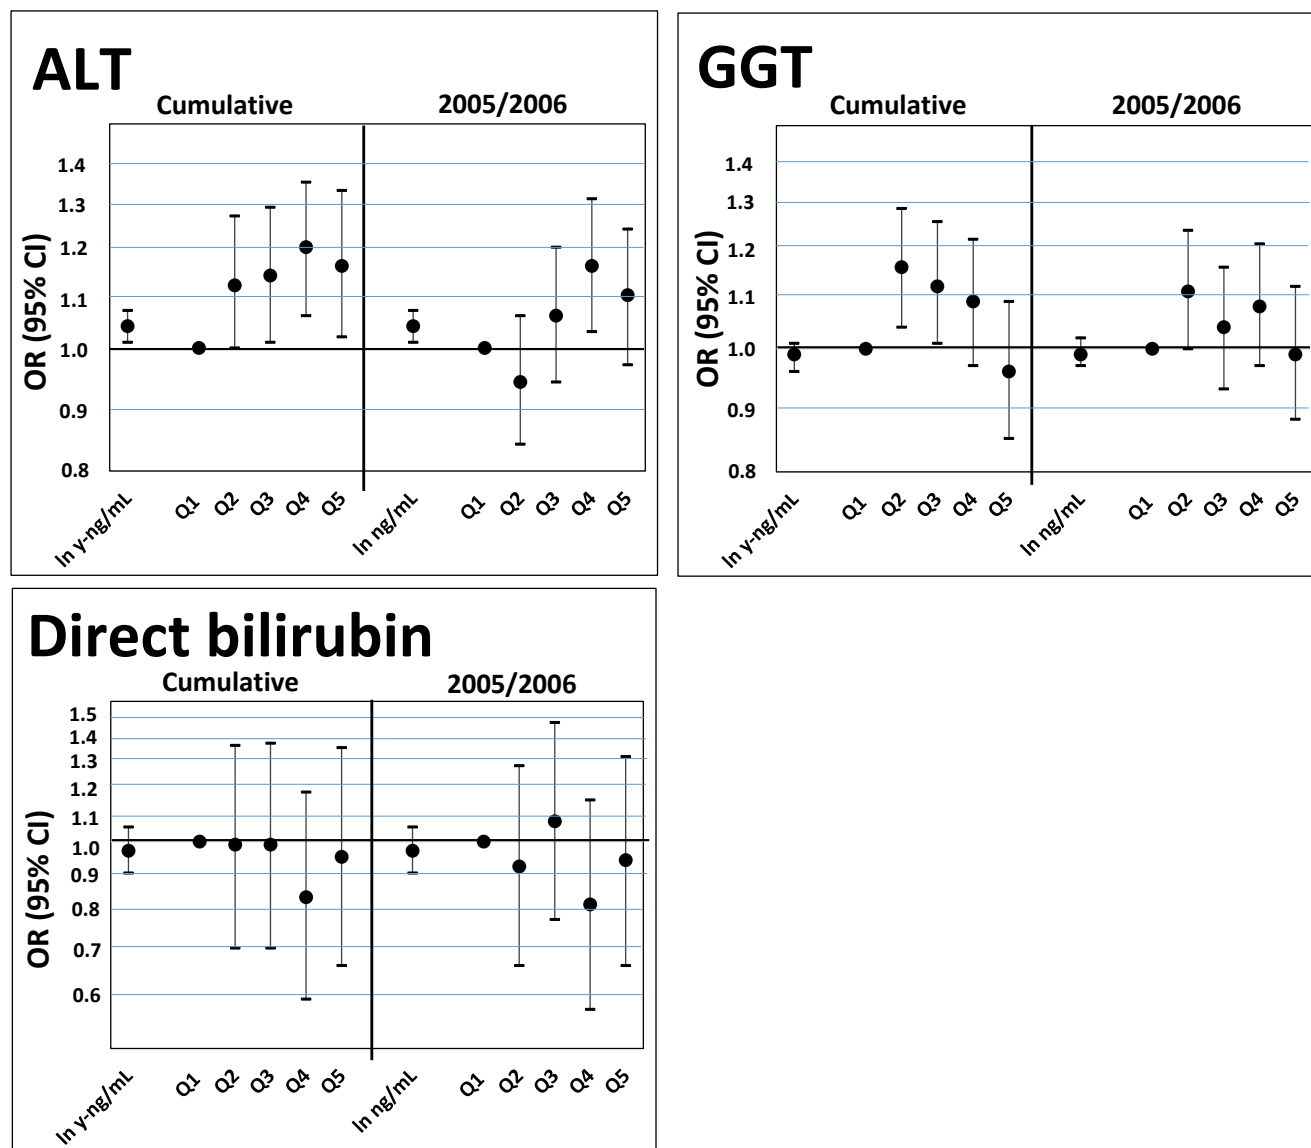 ALT
Cumulative 2005/2006
OR (95% CI)
1.4
1.3
1.2
1.1
1.0
0.9
0.8
ln y-ng/mL Q1 Q2 Q3 Q4 Q5 ln ng/mL Q1 Q2 Q3 Q4 Q5
GGT
Cumulative 2005/2006
OR (95% CI)
1.4
1.3
1.2
1.1
1.0
0.9
0.8
ln y-ng/mL Q1 Q2 Q3 Q4 Q5 ln ng/mL Q1 Q2 Q3 Q4 Q5
Direct bilirubin
Cumulative 2005/2006
OR (95% CI)
1.5
1.4
1.3
1.2
1.1
1.0
0.9
0.8
0.7
0.6
ln y-ng/mL Q1 Q2 Q3 Q4 Q5 ln ng/mL Q1 Q2 Q3 Q4 Q5